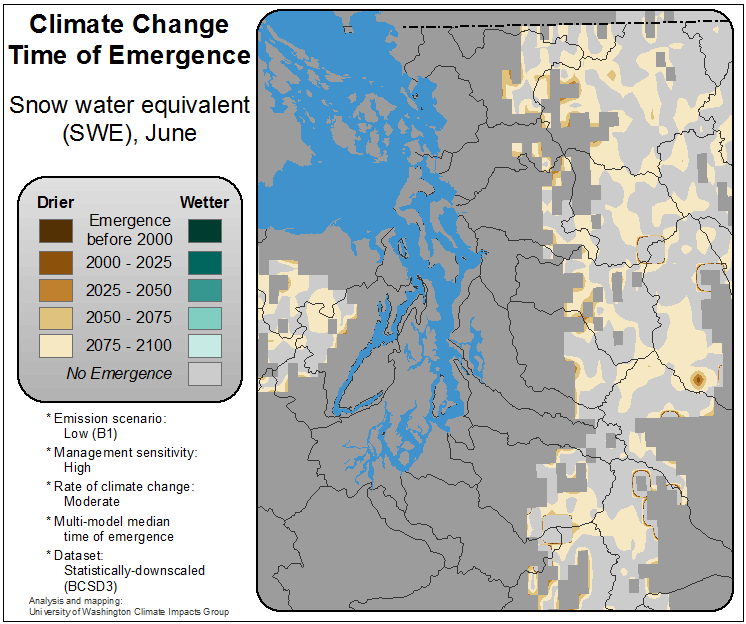 Climate Change
Time of Emergence
Snow water equivalent
(SWE), June
Drier
Wetter
Emergence
before 2000
2000 - 2025
2025 - 2050
2050 - 2075
2075 - 2100
No Emergence
* Emission scenario:
Low (B1)
* Management sensitivity:
High
* Rate of climate change:
Moderate
* Multi-model median
time of emergence
* Dataset:
Statistically-downscaled
(BCSD3)
Analysis and mapping:
University of Washington Climate Impacts Group